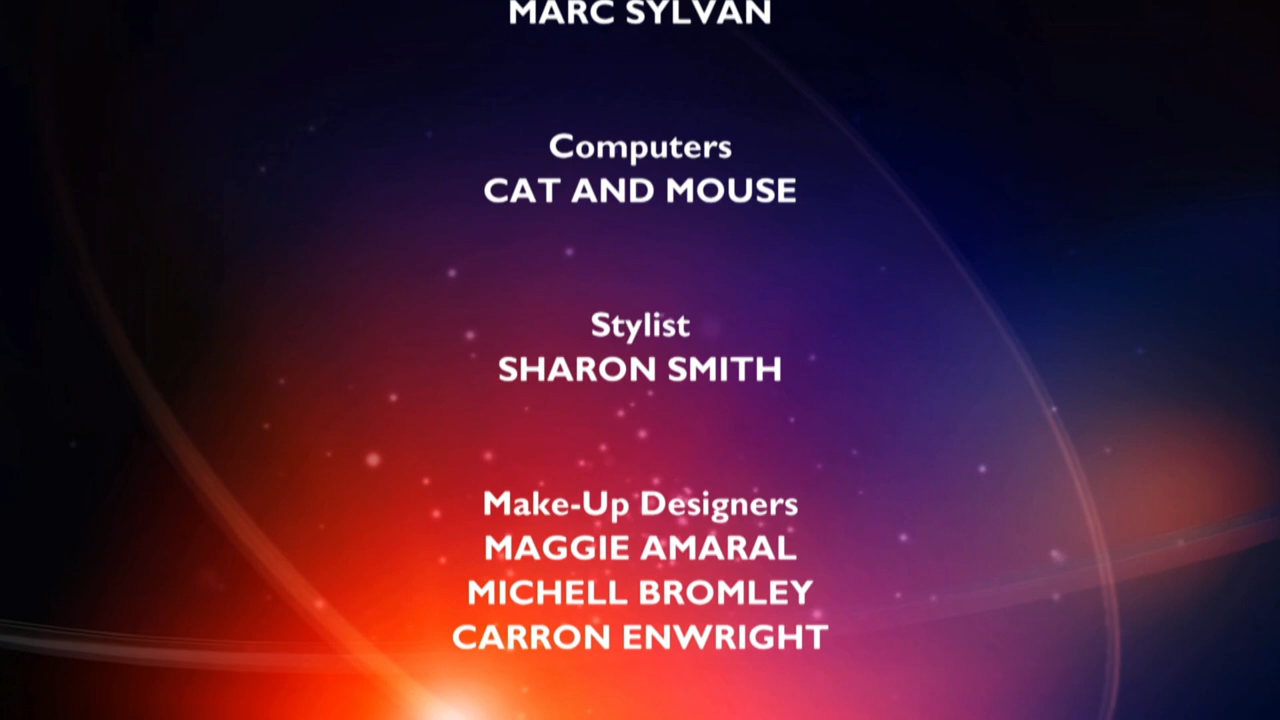 MARC SYLVAN
Computers
CAT AND MOUSE
Stylist
SHARON SMITH
Make-Up Designers
MAGGIE AMARAL
MICHELL BROMLEY
CARRON ENWRIGHT